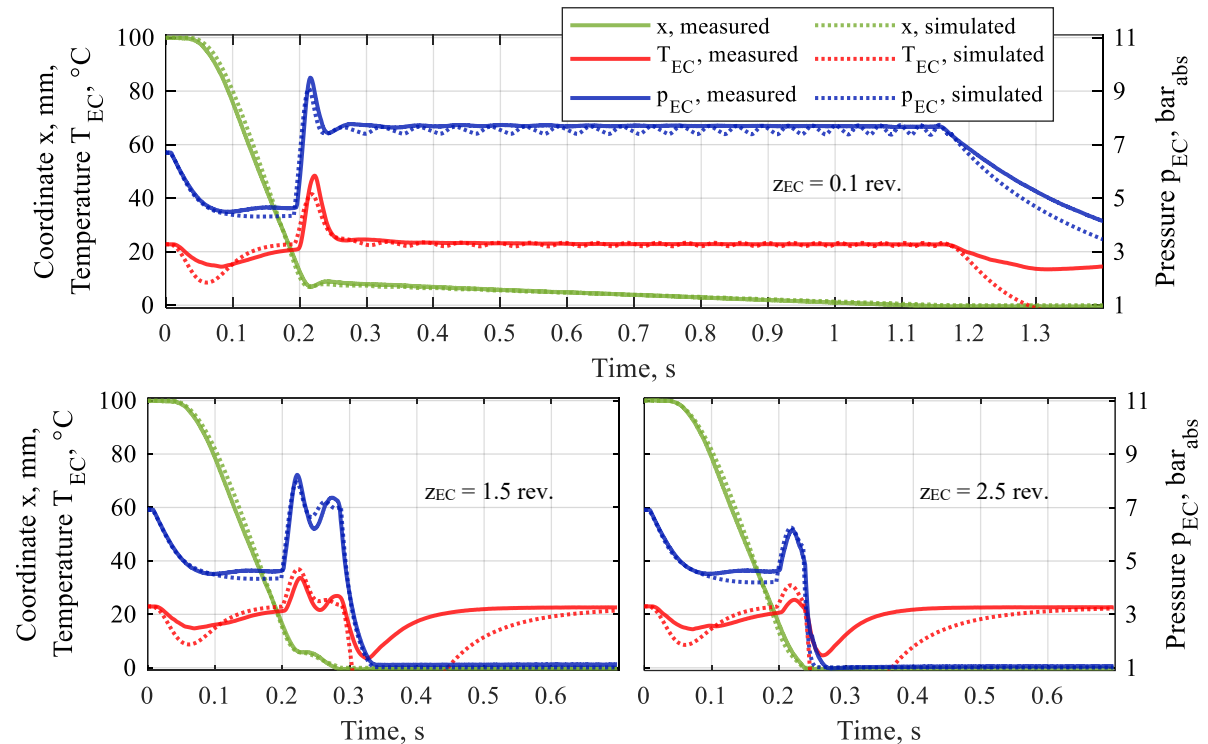 x, measured
x, simulated
T_EC, measured
T_EC, simulated
p_EC, measured
p_EC, simulated
Coordinate x, mm,
Temperature T_EC, °C
100
80
60
40
20
0
11
9
7
5
3
1
Pressure p_EC, bar_abs
z_EC = 0.1 rev.
0 0.1 0.2 0.3 0.4 0.5 0.6 0.7 0.8 0.9 1 1.1 1.2 1.3
Time, s
Coordinate x, mm,
Temperature T_EC, °C
100
80
60
40
20
0
z_EC = 1.5 rev.
0 0.1 0.2 0.3 0.4 0.5 0.6
Time, s
z_EC = 2.5 rev.
11
9
7
5
3
1
Pressure p_EC, bar_abs
0 0.1 0.2 0.3 0.4 0.5 0.6
Time, s